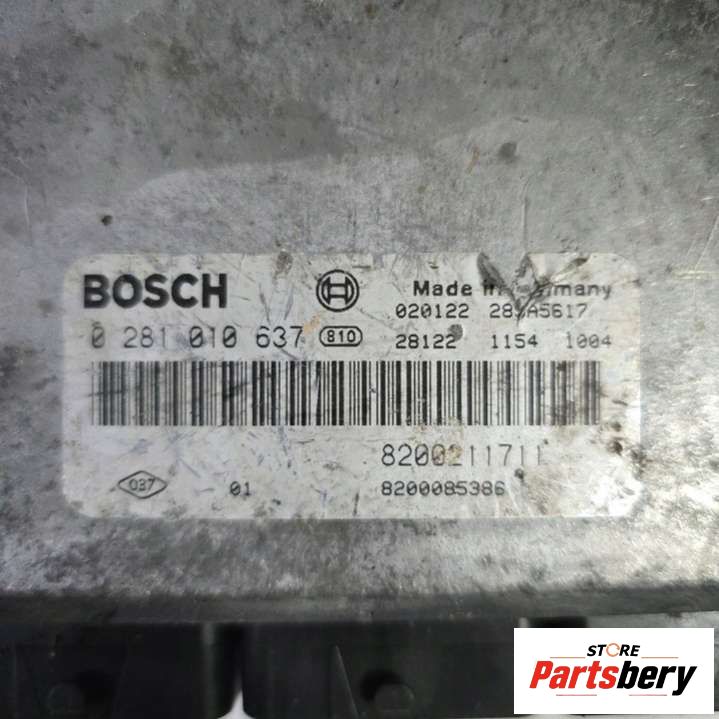 BOSCH
Made in Germany
020122
0 281 010 637 810
28122 1154 1004
8200211711
037 01 8200085386
STORE
Partsbery